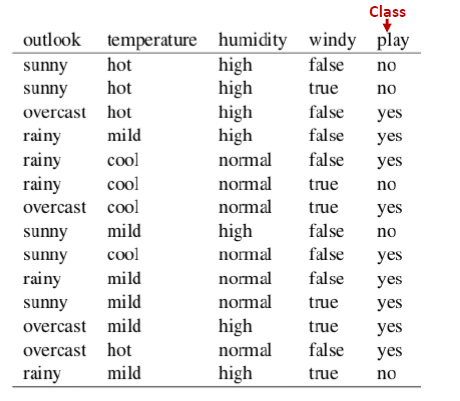 Class
outlook temperature humidity windy play
sunny hot high false no
sunny hot high true no
overcast hot high false yes
rainy mild high false yes
rainy cool normal false yes
rainy cool normal true no
overcast cool normal true yes
sunny mild high false no
sunny cool normal false yes
rainy mild normal false yes
sunny mild normal true yes
overcast mild high true yes
overcast hot normal false yes
rainy mild high true no